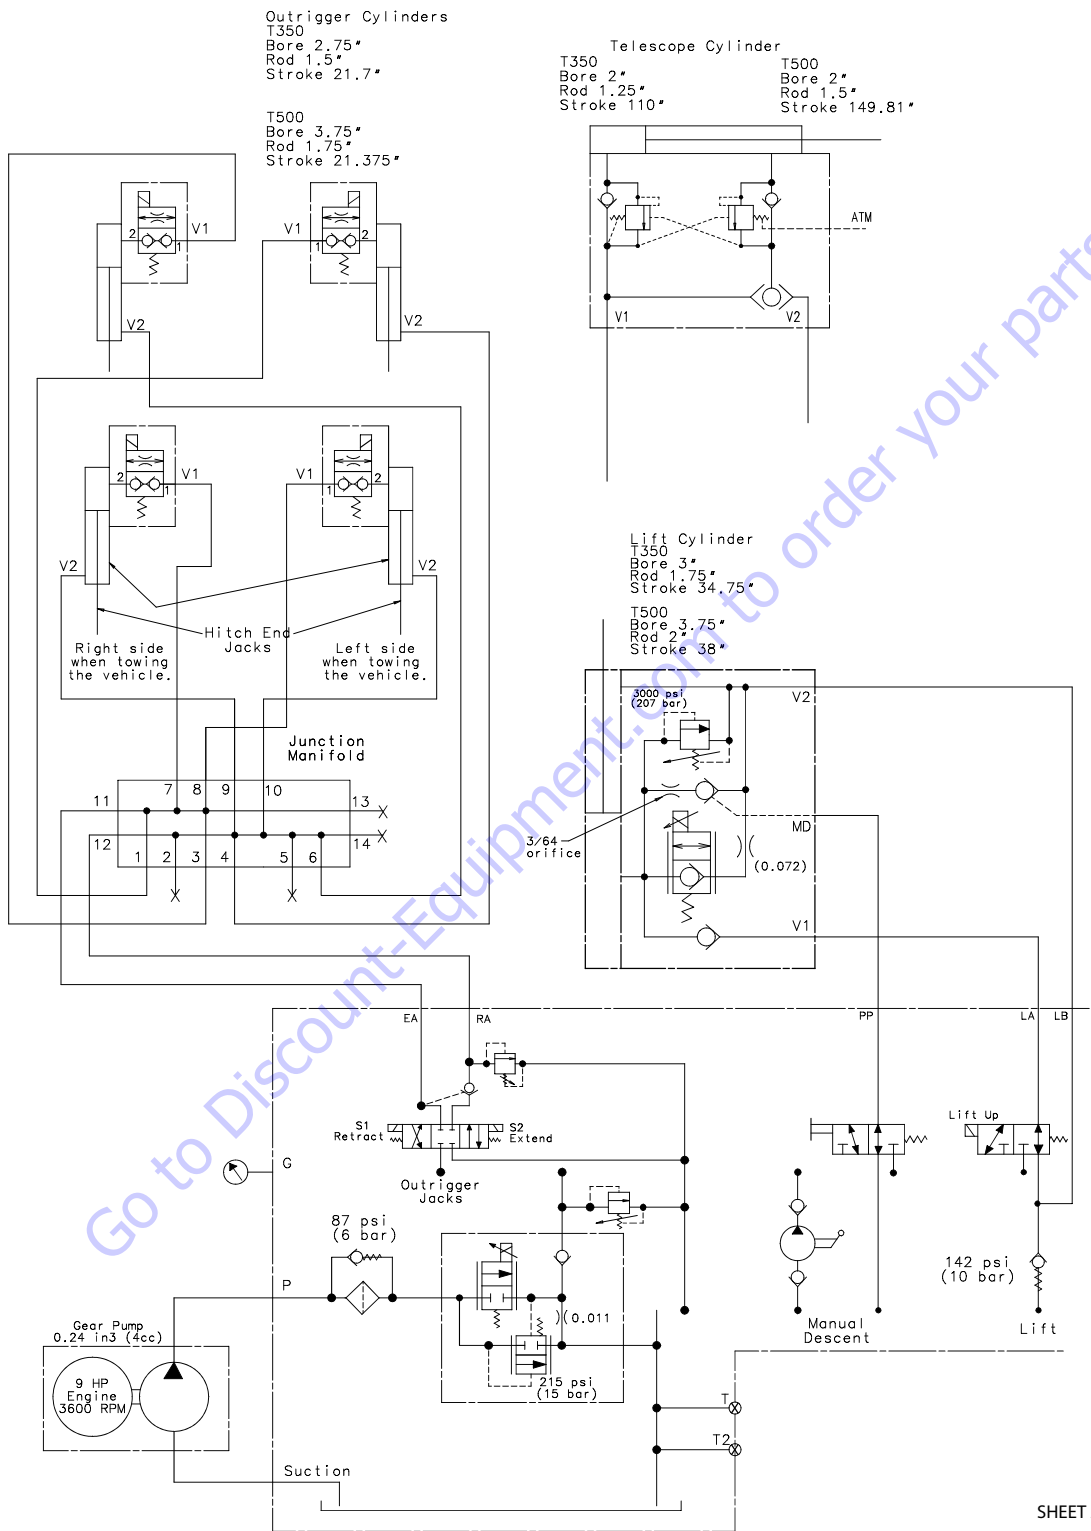 Outrigger Cylinders
T350
Bore 2.75"
Rod 1.5"
Stroke 21.7"
T500
Bore 3.75"
Rod 1.75"
Stroke 21.375"
Telescope Cylinder
T350
Bore 2"
Rod 1.25"
Stroke 110"
T500
Bore 2"
Rod 1.5"
Stroke 149.81"
2
1
V1
V1
1
2
V2
V2
ATM
V1
V2
2
1
V1
V1
1
2
V2
V2
Hitch End
Jacks
Right side
when towing
the vehicle.
Left side
when towing
the vehicle.
Junction
Manifold
7
8
9
10
11
13
12
14
1
2
3
4
5
6
Lift Cylinder
T350
Bore 3"
Rod 1.75"
Stroke 34.75"
T500
Bore 3.75"
Rod 2"
Stroke 38"
3000 psi
(207 bar)
V2
3/64
orifice
MD
(0.072)
V1
EA
RA
PP
LA
LB
S1
Retract
S2
Extend
Outrigger
Jacks
Lift Up
G
87 psi
(6 bar)
P
0.011
215 psi
(15 bar)
142 psi
(10 bar)
Manual
Descent
Lift
Gear Pump
0.24 in3 (4cc)
9 HP
Engine
3600 RPM
T
T2
Suction
SHEET
Go to Discount-Equipment.com to order your parts